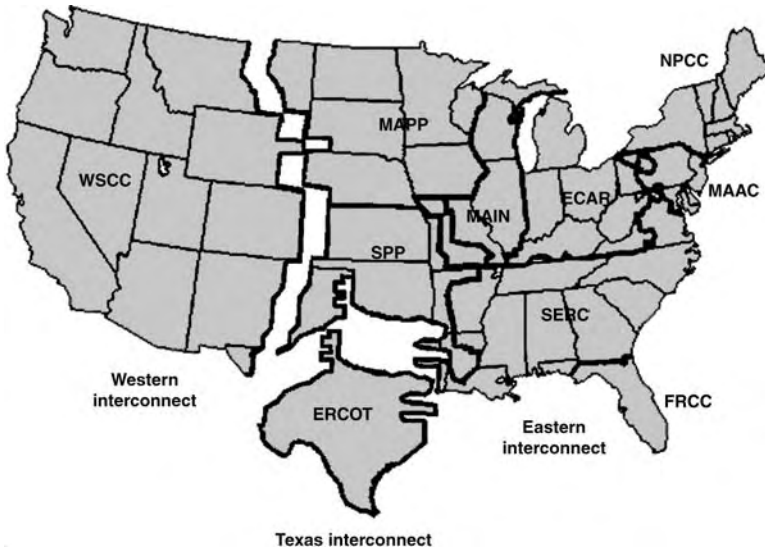 NPCC
MAPP
WSCC
ECAR
MAAC
MAIN
SPP
SERC
Western
interconnect
ERCOT
FRCC
Eastern
interconnect
Texas interconnect